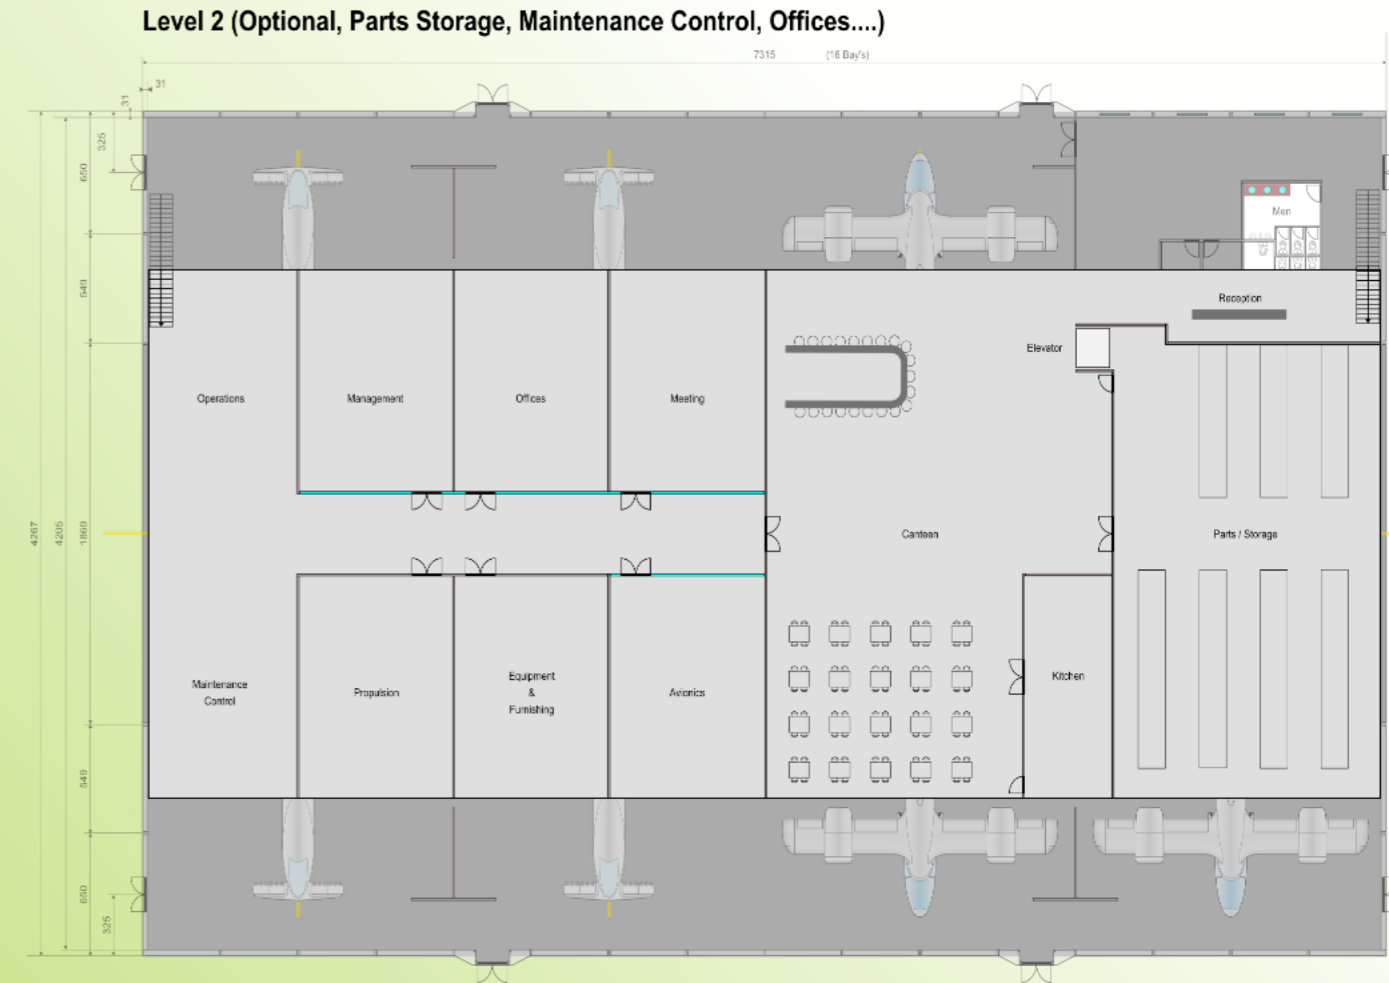 Level 2 (Optional, Parts Storage, Maintenance Control, Offices....)
7315 (16 Bay's)
31
31
325
650
Men
549
Reception
Elevator
Operations
Management
Offices
Meeting
4267
4205
1869
Canteen
Parts / Storage
Maintenance
Control
Propulsion
Equipment
&
Furnishing
Avionics
Kitchen
549
650
325